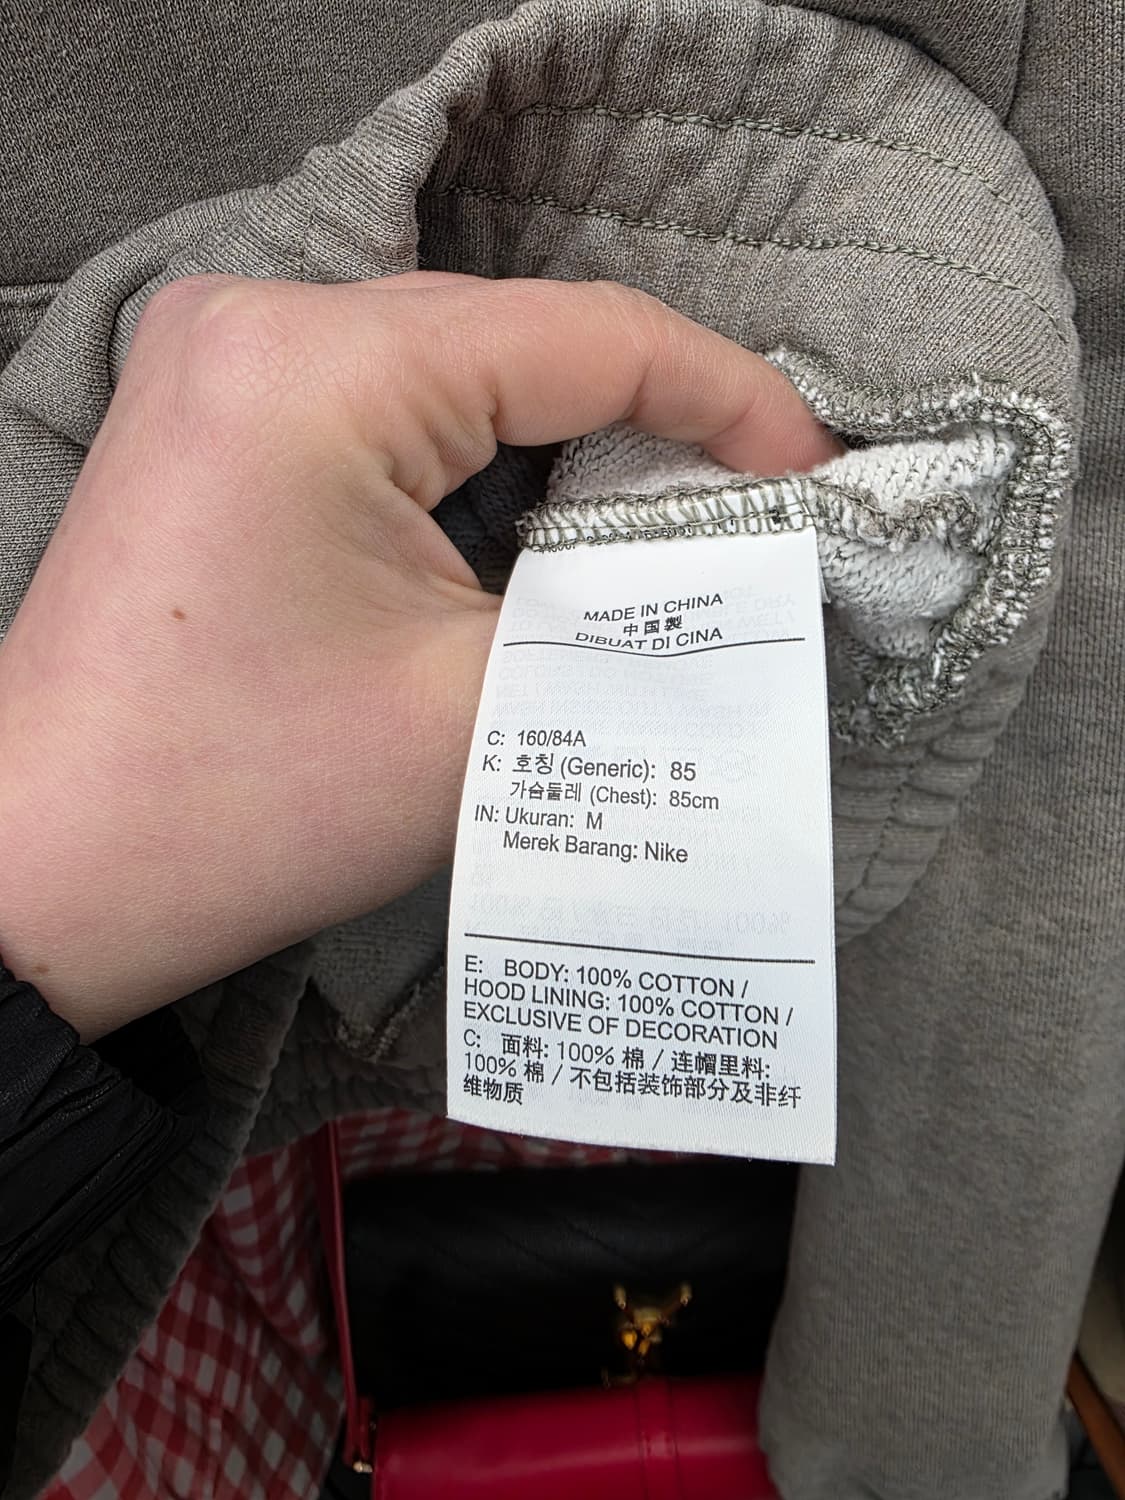 MADE IN CHINA
中国製
DIBUAT DI CINA
C: 160/84A
K: 호칭 (Generic): 85
가슴둘레 (Chest): 85cm
IN: Ukuran: M
Merek Barang: Nike
E: BODY: 100% COTTON /
HOOD LINING: 100% COTTON /
EXCLUSIVE OF DECORATION
C: 面料: 100% 棉 / 连帽里料:
100% 棉 / 不包括装饰部分及非纤
维物质